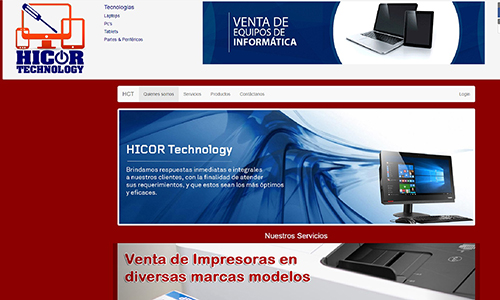 Tecnologías
Laptops
Pc's
Tablets
Partes & Periféricos
HICOR
TECHNOLOGY
VENTA DE
EQUIPOS DE
INFORMÁTICA
HCT
Quienes somos
Servicios
Productos
Contáctenos
Login
HICOR Technology
Brindamos respuestas inmediatas e integrales
a nuestros clientes, con la finalidad de atender
sus requerimientos, y que estos sean los más óptimos
y eficaces.
Nuestros Servicios
Venta de Impresoras en
diversas marcas modelos